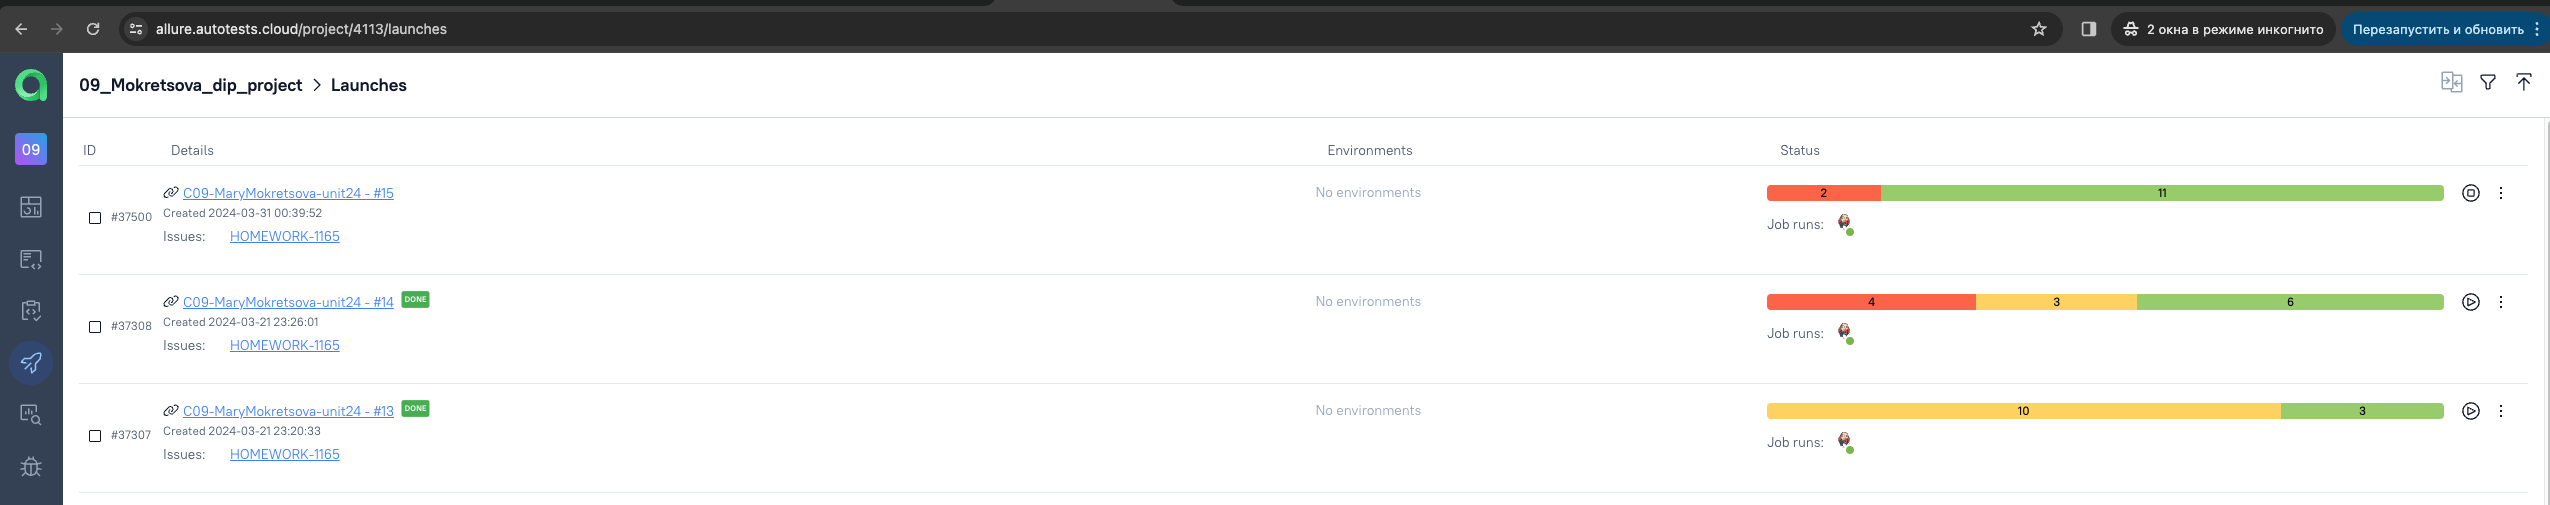 allure.autotests.cloud/project/4113/launches
2 окна в режиме инкогнито
Перезапустить и обновить
09_Mokretsova_dip_project > Launches
09
ID Details Environments Status
C09-MaryMokretsova-unit24 - #15
No environments
2 11
#37500
Created 2024-03-31 00:39:52
Job runs:
Issues: HOMEWORK-1165
C09-MaryMokretsova-unit24 - #14 DONE
No environments
4 3 6
#37308
Created 2024-03-21 23:26:01
Job runs:
Issues: HOMEWORK-1165
C09-MaryMokretsova-unit24 - #13 DONE
No environments
10 3
#37307
Created 2024-03-21 23:20:33
Job runs:
Issues: HOMEWORK-1165